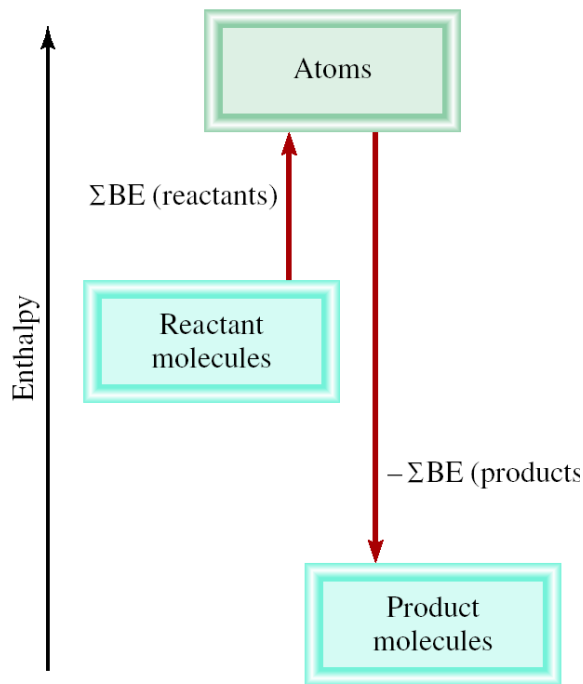 Atoms
ΣBE (reactants)
Reactant
molecules
Enthalpy
– ΣBE (products
Product
molecules